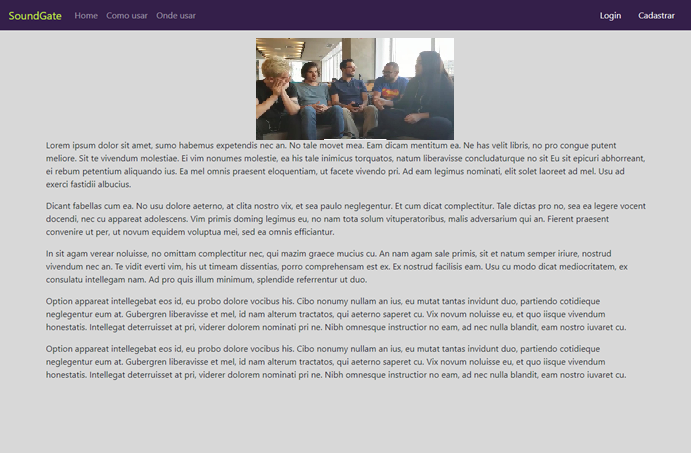 SoundGate Home Como usar Onde usar Login Cadastrar
Lorem ipsum dolor sit amet, sumo habemus expetendis nec an. No tale movet mea. Eam dicam mentitum ea. Ne has velit libris, no pro congue putent
meliore. Sit te vivendum molestiae. Ei vim nonumes molestie, ea his tale inimicus torquatos, natum liberavisse concludaturque no sit Eu sit epicuri abhorreant,
ei rebum petentium aliquando ius. Ea mel omnis praesent eloquentiam, ut facete vivendo pri. Ad eam legimus nominati, elit solet laoreet ad mel. Usu ad
exerci fastidii albucius.
Dicant fabellas cum ea. No usu dolore aeterno, at clita nostro vix, et sea paulo neglegentur. Et cum dicat complectitur. Tale dictas pro no, sea ea legere vocent
docendi, nec cu appareat adolescens. Vim primis doming legimus eu, no nam tota solum vituperatoribus, malis adversarium qui an. Fierent praesent
convenire ut per, ut novum equidem voluptua mei, sed ea omnis efficiantur.
In sit agam verear noluisse, no omittam complectitur nec, qui mazim graece mucius cu. An nam agam sale primis, sit et natum semper iriure, nostrud
vivendum nec an. Te vidit everti vim, his ut timeam dissentias, porro comprehensam est ex. Ex nostrud facilisis eam. Usu cu modo dicat mediocritatem, ex
consulatu intellegam nam. Ad pro quis illum minimum, splendide referrentur ut duo.
Option appareat intellegebat eos id, eu probo dolore vocibus his. Cibo nonumy nullam an ius, eu mutat tantas invidunt duo, partiendo cotidieque
neglegentur eum at. Gubergren liberavisse et mel, id nam alterum tractatos, qui aeterno saperet cu. Vix novum noluisse eu, et quo iisque vivendum
honestatis. Intellegat deterruisset at pri, viderer dolorem nominati pri ne. Nibh omnesque instructior no eam, ad nec nulla blandit, eam nostro iuvaret cu.
Option appareat intellegebat eos id, eu probo dolore vocibus his. Cibo nonumy nullam an ius, eu mutat tantas invidunt duo, partiendo cotidieque
neglegentur eum at. Gubergren liberavisse et mel, id nam alterum tractatos, qui aeterno saperet cu. Vix novum noluisse eu, et quo iisque vivendum
honestatis. Intellegat deterruisset at pri, viderer dolorem nominati pri ne. Nibh omnesque instructior no eam, ad nec nulla blandit, eam nostro iuvaret cu.